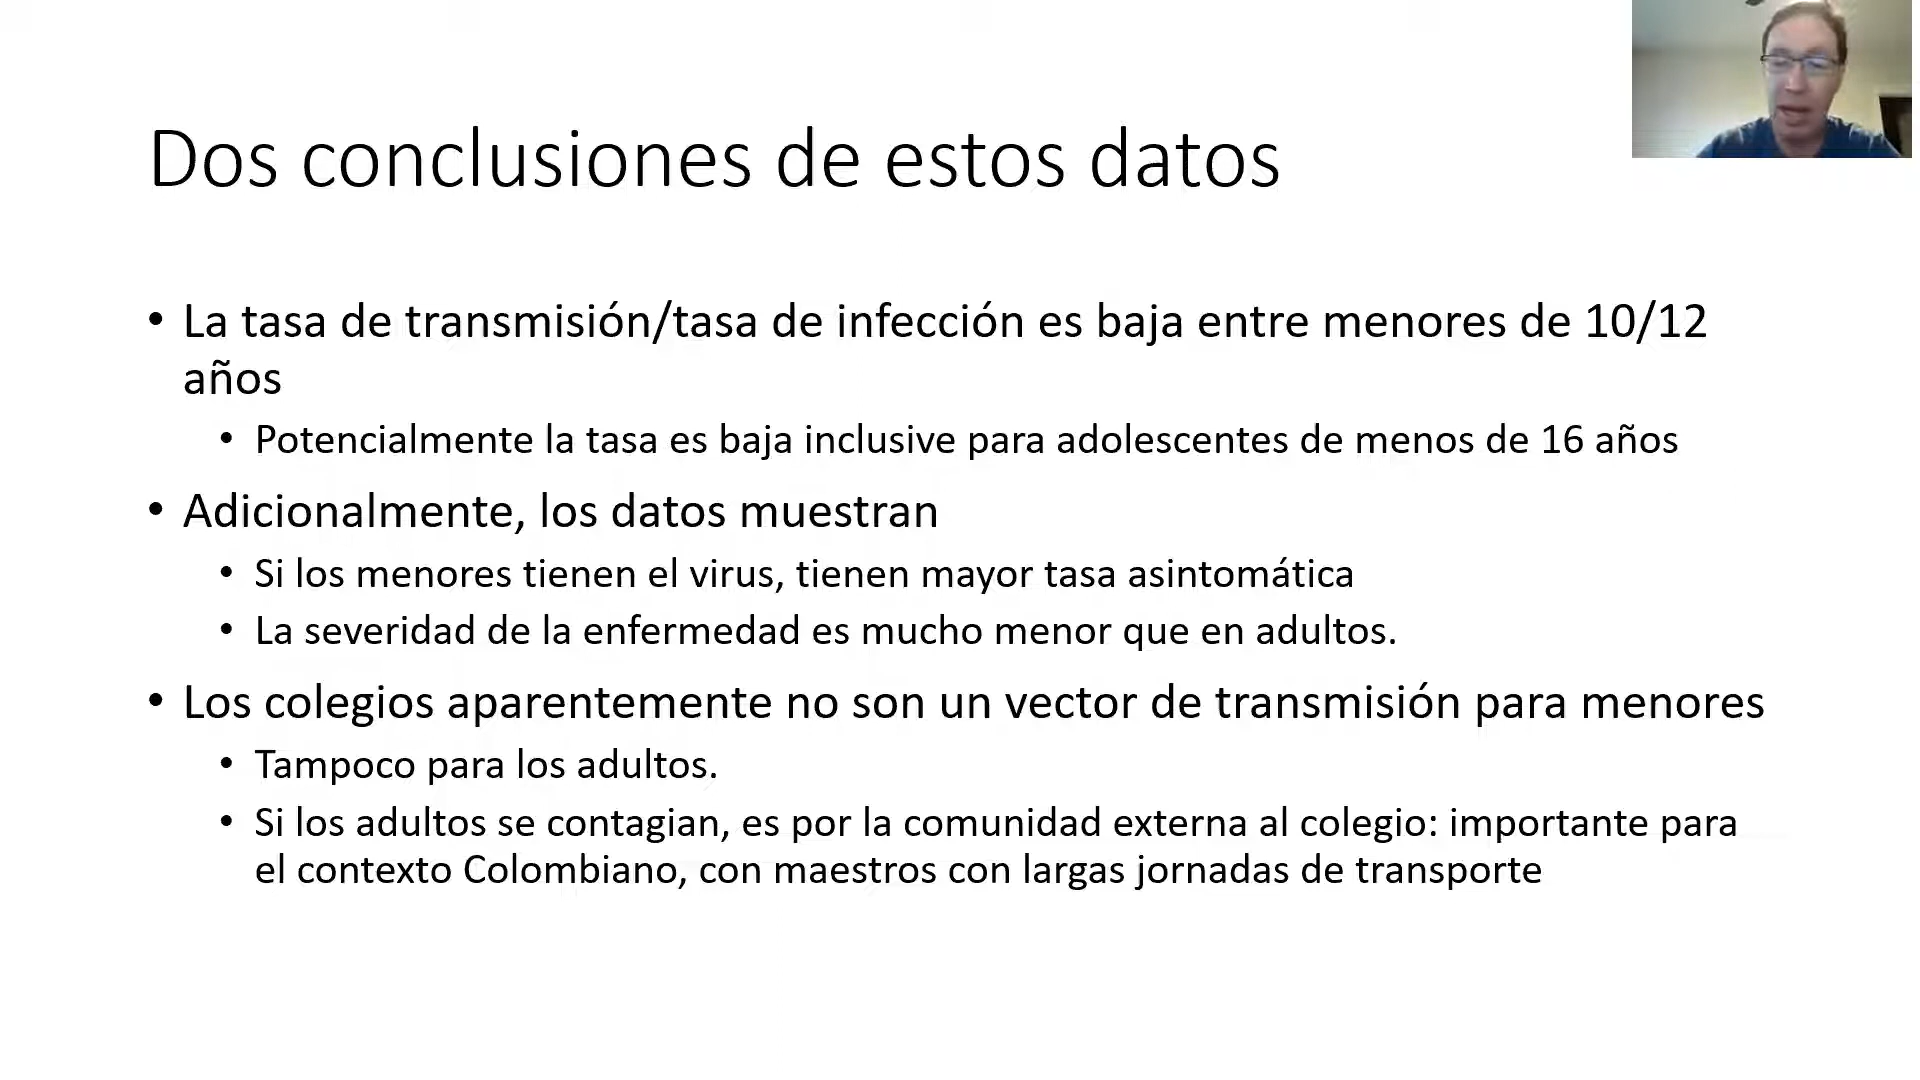 Dos conclusiones de estos datos
• La tasa de transmisión/tasa de infección es baja entre menores de 10/12
años
• Potencialmente la tasa es baja inclusive para adolescentes de menos de 16 años
• Adicionalmente, los datos muestran
• Si los menores tienen el virus, tienen mayor tasa asintomática
• La severidad de la enfermedad es mucho menor que en adultos.
• Los colegios aparentemente no son un vector de transmisión para menores
• Tampoco para los adultos.
• Si los adultos se contagian, es por la comunidad externa al colegio: importante para
el contexto Colombiano, con maestros con largas jornadas de transporte